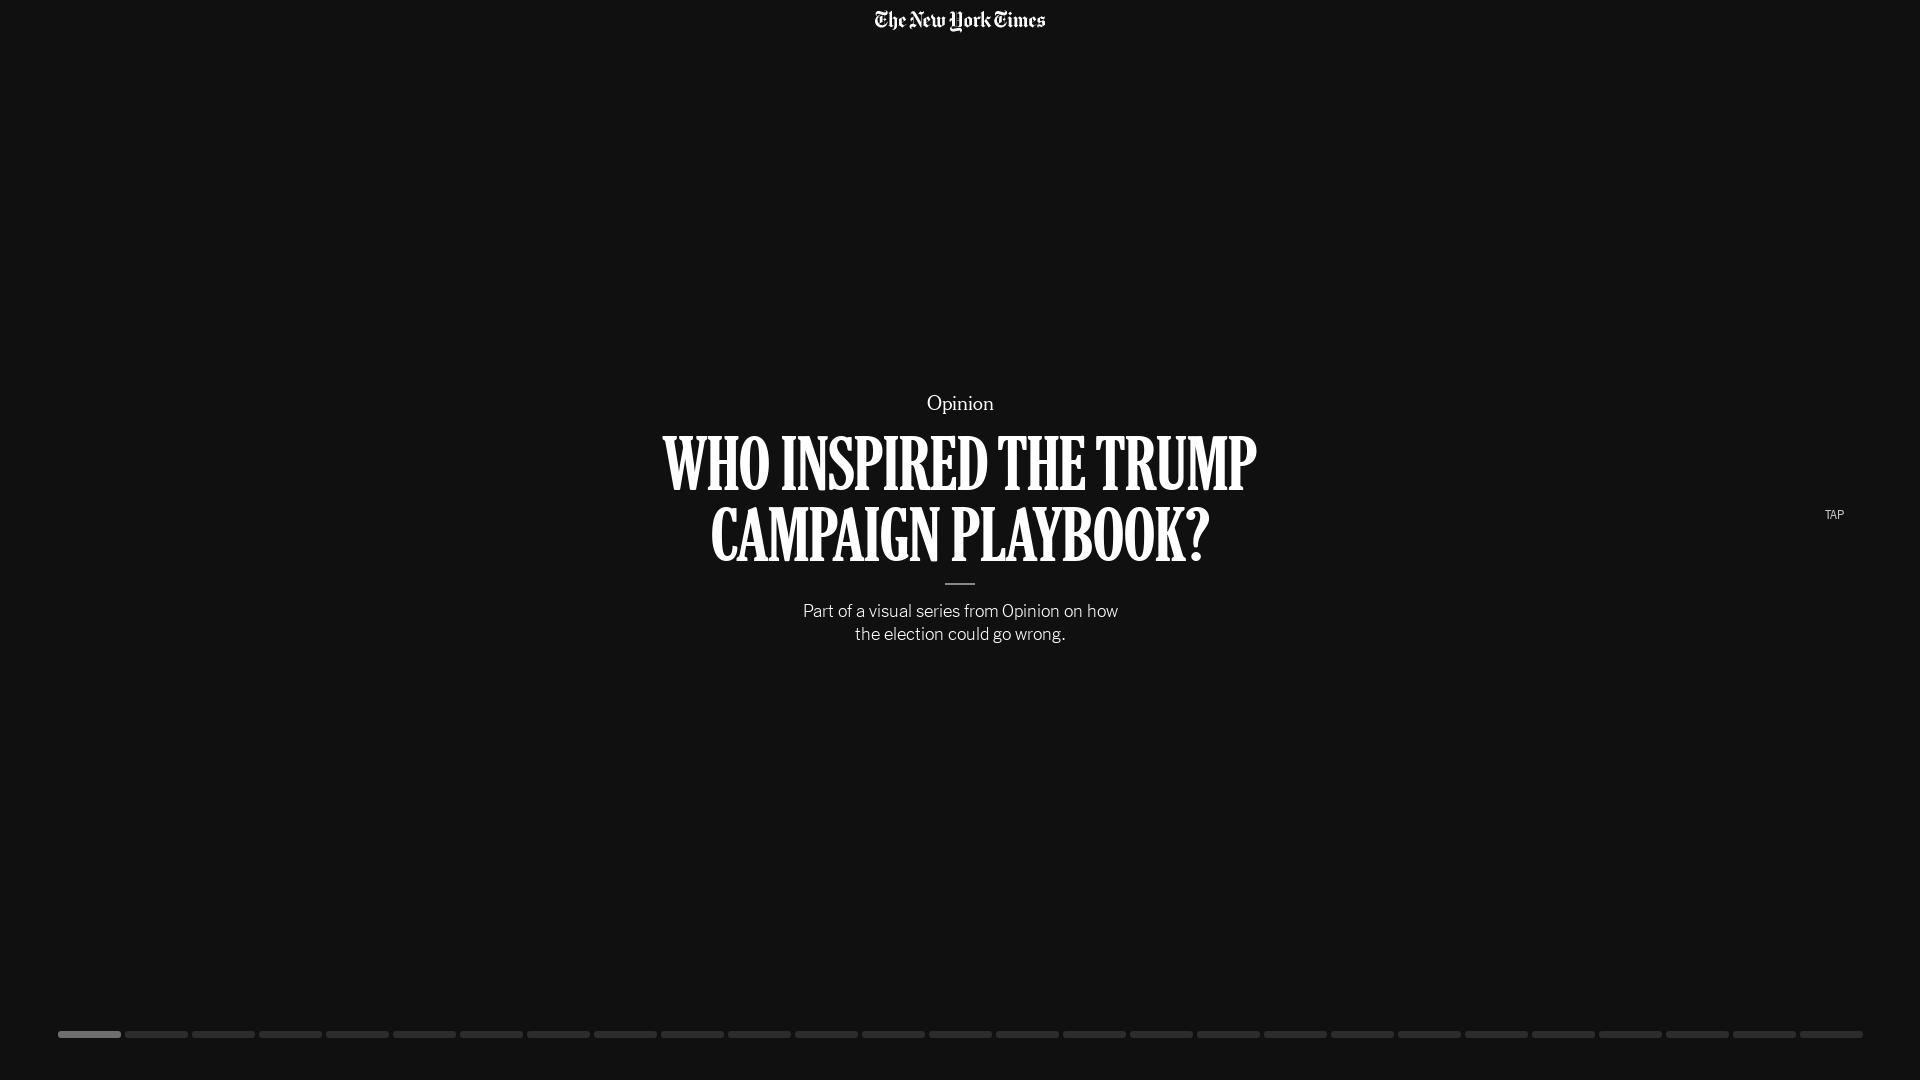 The New York Times
Opinion
WHO INSPIRED THE TRUMP
CAMPAIGN PLAYBOOK?
Part of a visual series from Opinion on how
the election could go wrong.
TAP